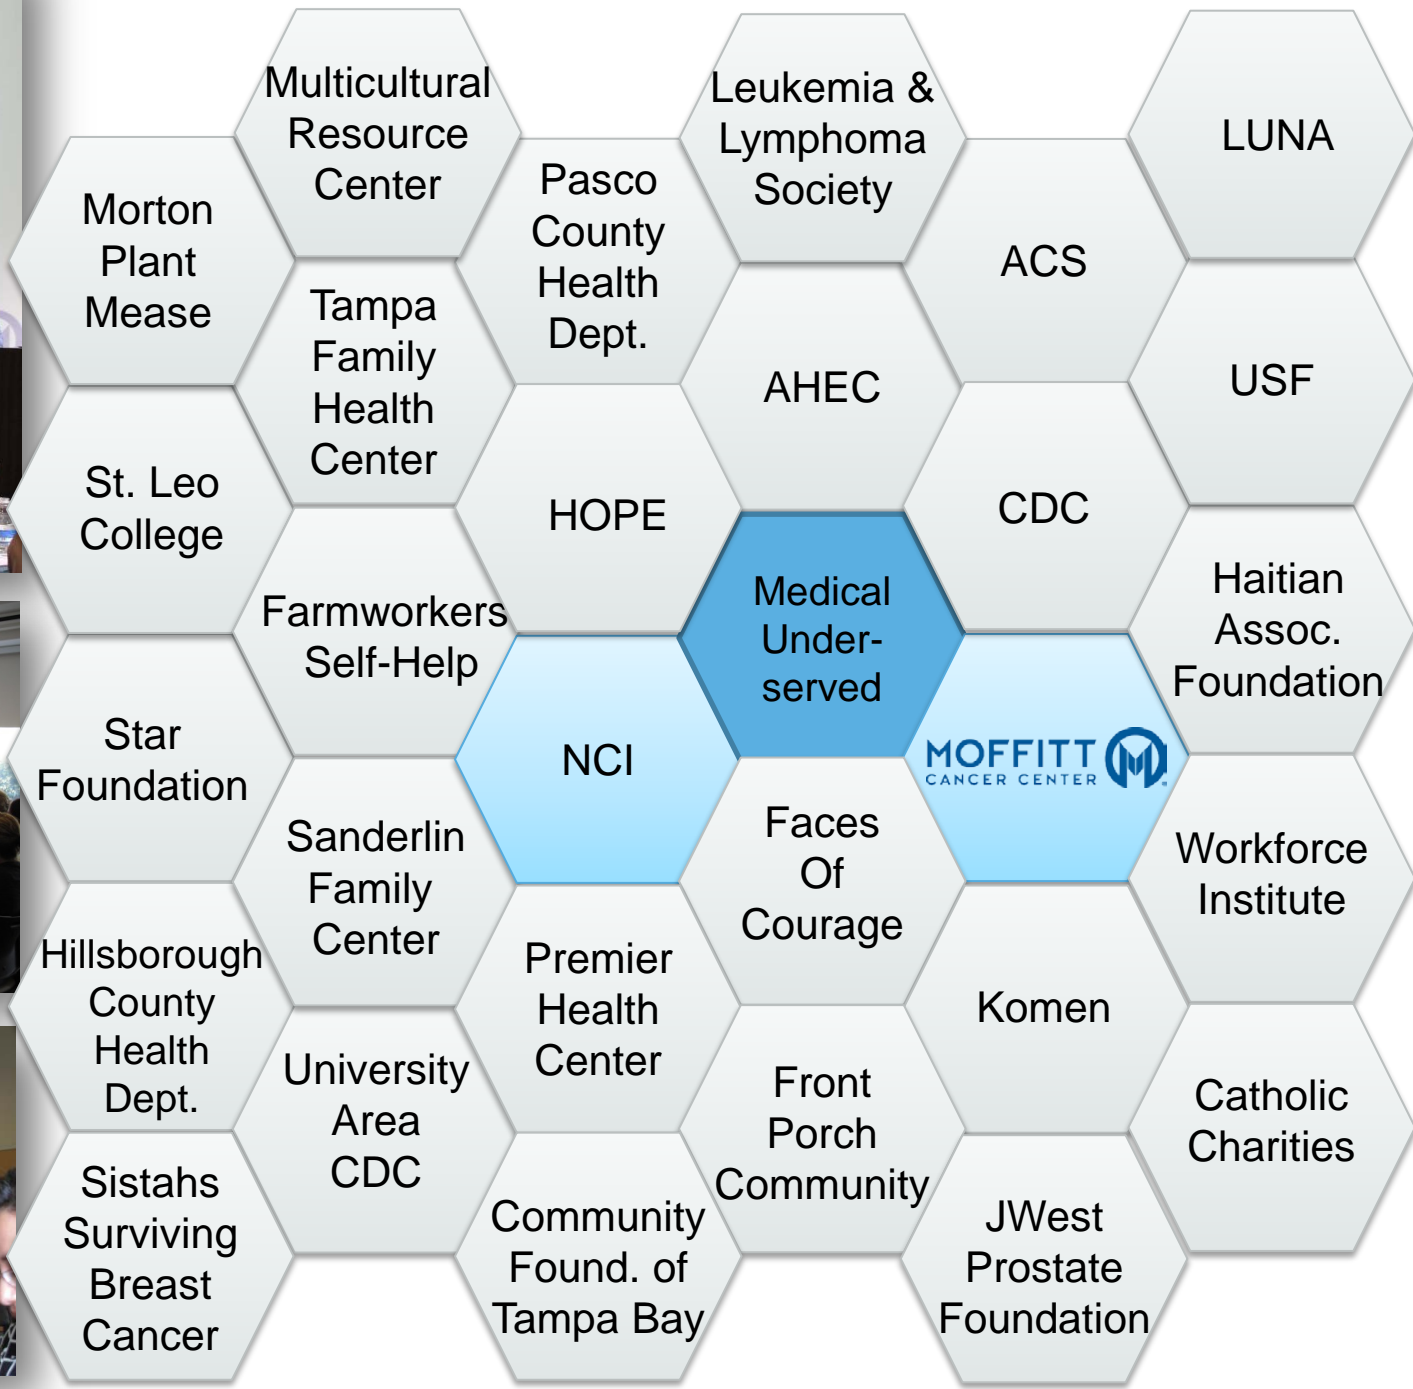 Multicultural
Resource
Center
Leukemia &
Lymphoma
Society
LUNA
Morton
Plant
Mease
Pasco
County
Health
Dept.
ACS
Tampa
Family
Health
Center
AHEC
USF
St. Leo
College
HOPE
CDC
Farmworkers
Self-Help
Medical
Under-
served
Haitian
Assoc.
Foundation
Star
Foundation
NCI
MOFFITT
CANCER CENTER
Sanderlin
Family
Center
Faces
Of
Courage
Workforce
Institute
Hillsborough
County
Health
Dept.
Premier
Health
Center
Komen
University
Area
CDC
Front
Porch
Community
Catholic
Charities
Sistahs
Surviving
Breast
Cancer
Community
Found. of
Tampa Bay
JWest
Prostate
Foundation